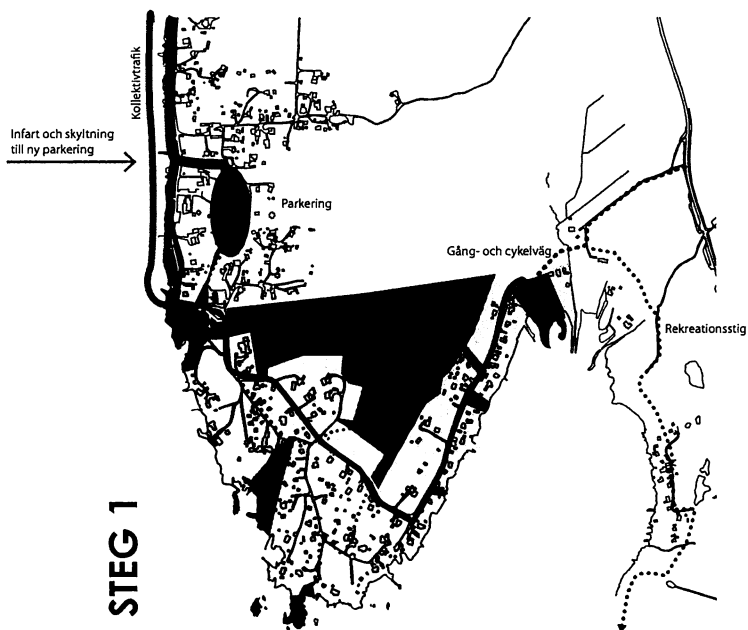 Kollektivtrafik
Infart och skyltning
till ny parkering
Parkering
Gång- och cykelväg
Rekreationsstig
STEG 1